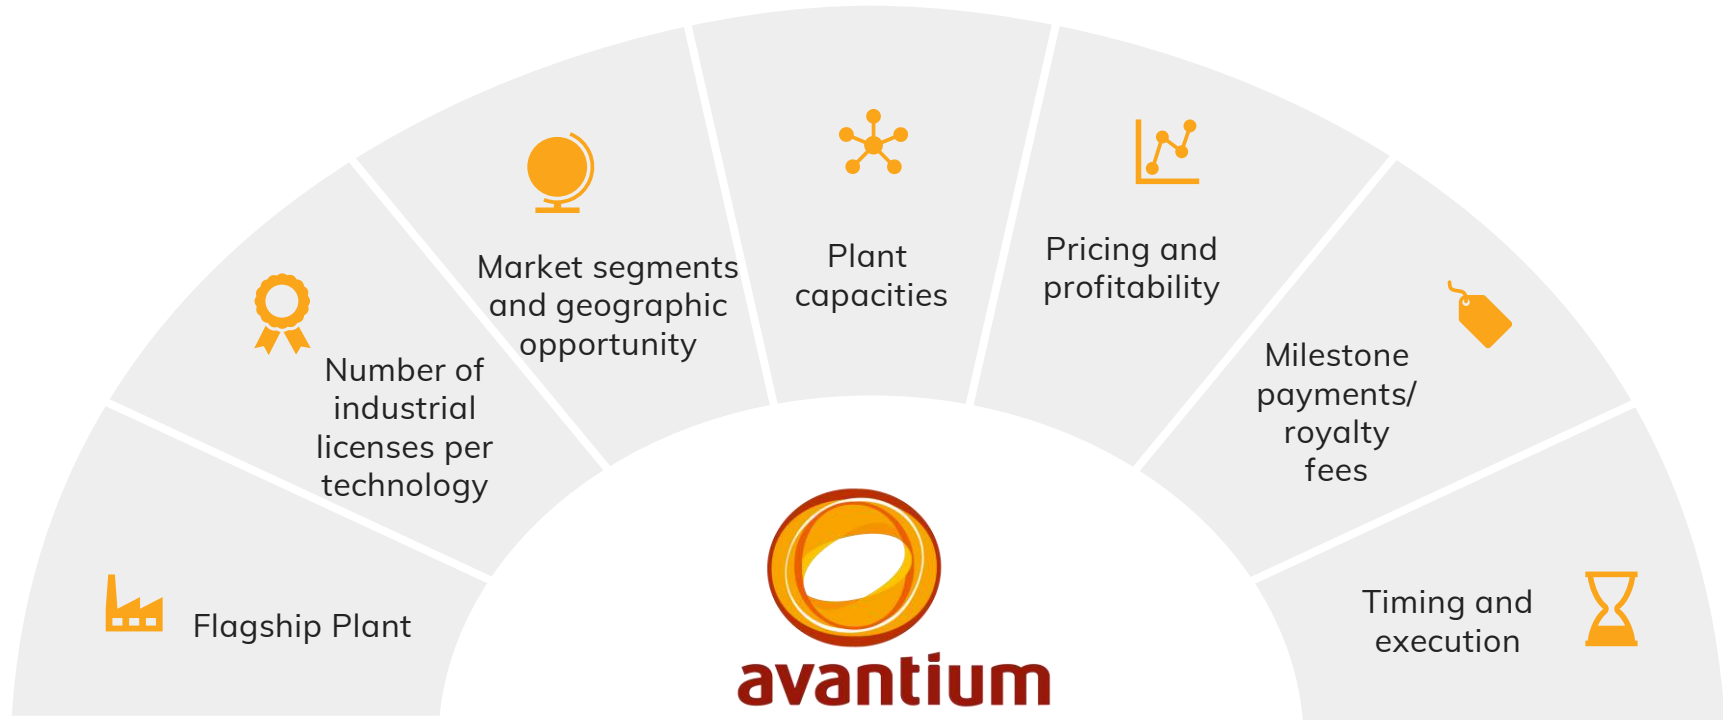 Flagship Plant
Number of
industrial
licenses per
technology
Market segments
and geographic
opportunity
Plant
capacities
Pricing and
profitability
Milestone
payments/
royalty
fees
Timing and
execution
avantium